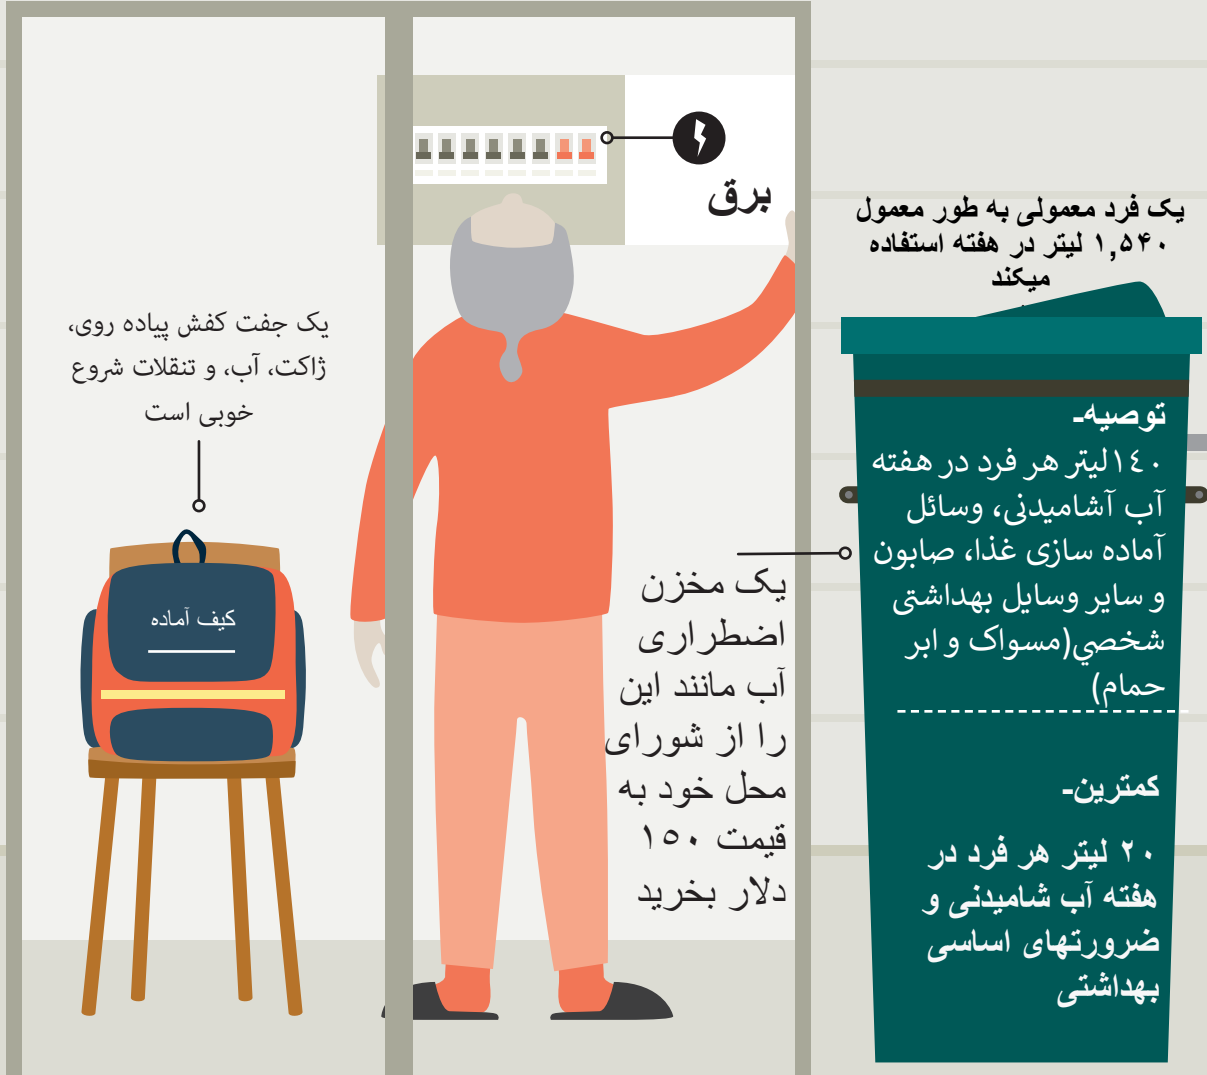 برق
یک فرد معمولی به طور معمول
۱,۵۴۰ لیتر در هفته استفاده
میکند
یک جفت کفش پیاده روی،
ژاکت، آب، و تنقلات شروع
خوبی است
کیف آماده
یک مخزن
اضطراری
آب مانند این
را از شورای
محل خود به
قیمت ۱۵۰
دلار بخرید
توصیه-
١٤٠لیتر هر فرد در هفته
آب آشامیدنی، وسائل
آماده سازی غذا، صابون
و سایر وسایل بهداشتی
شخصي(مسواک و ابر
حمام)
کمترین-
۲۰ لیتر هر فرد در
هفته آب شامیدنی و
ضرورتهای اساسی
بهداشتی